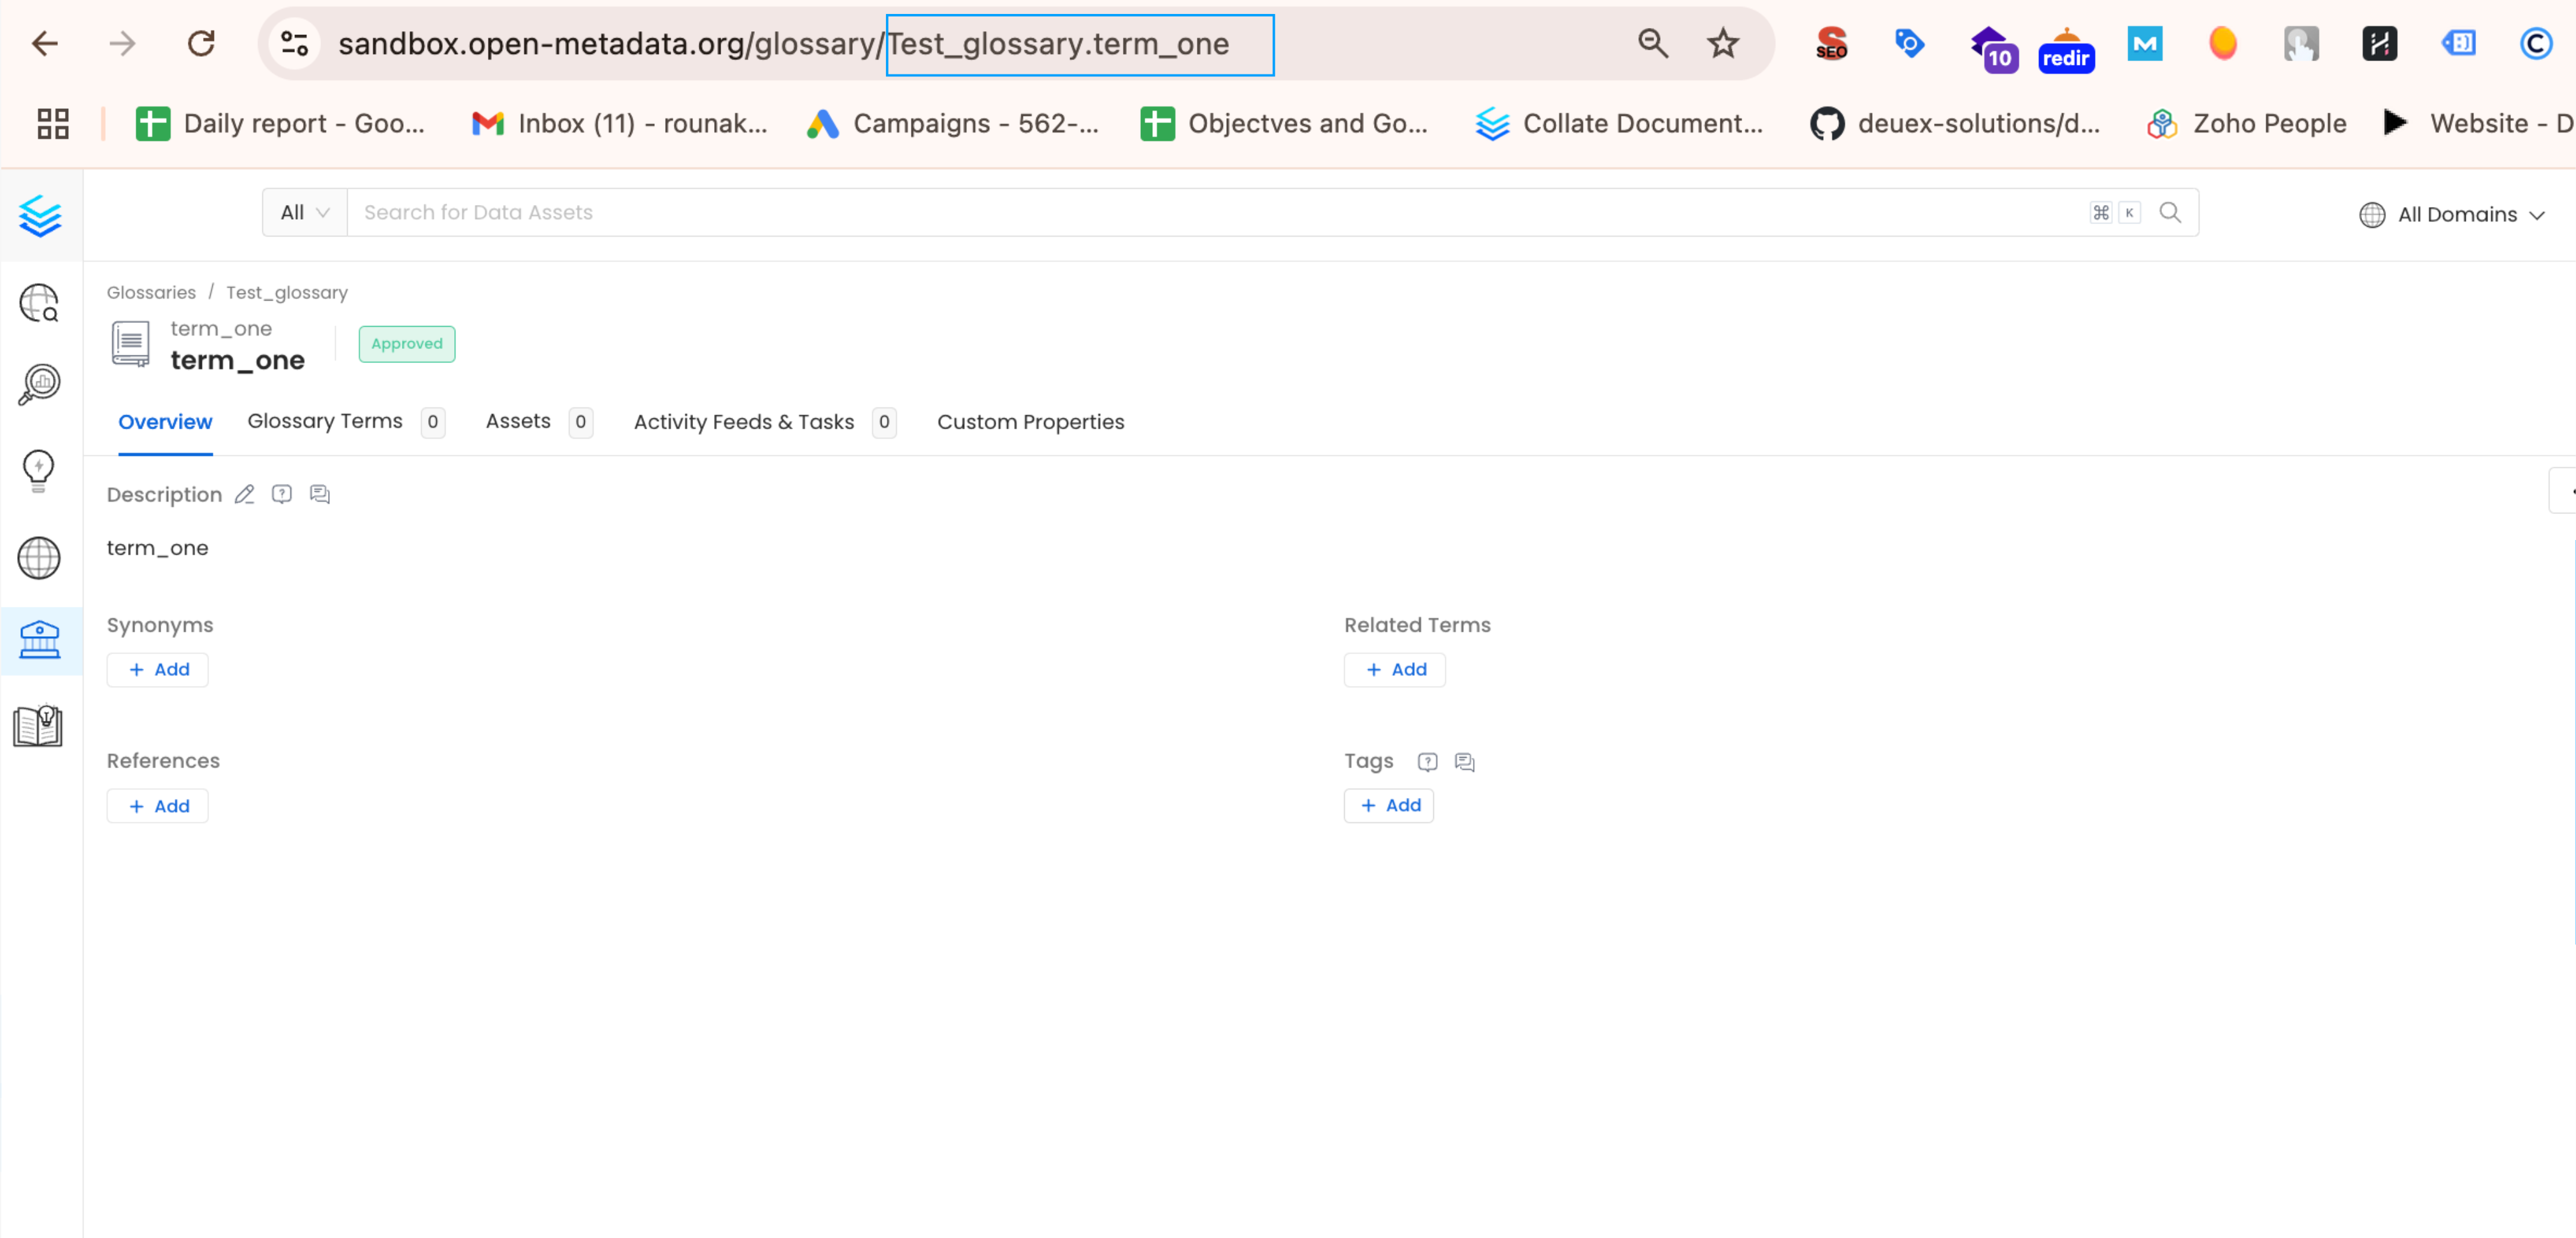 sandbox.open-metadata.org/glossary/Test_glossary.term_one
SEO
10
redir
M
C
Daily report - Goo...
Inbox (11) - rounak...
Campaigns - 562-...
Objectves and Go...
Collate Document...
deuex-solutions/d...
Zoho People
Website - D
All
Search for Data Assets
⌘ K
All Domains
Glossaries / Test_glossary
term_one
term_one
Approved
Overview
Glossary Terms 0
Assets 0
Activity Feeds & Tasks 0
Custom Properties
Description
term_one
Synonyms
Related Terms
+ Add
+ Add
References
Tags
+ Add
+ Add